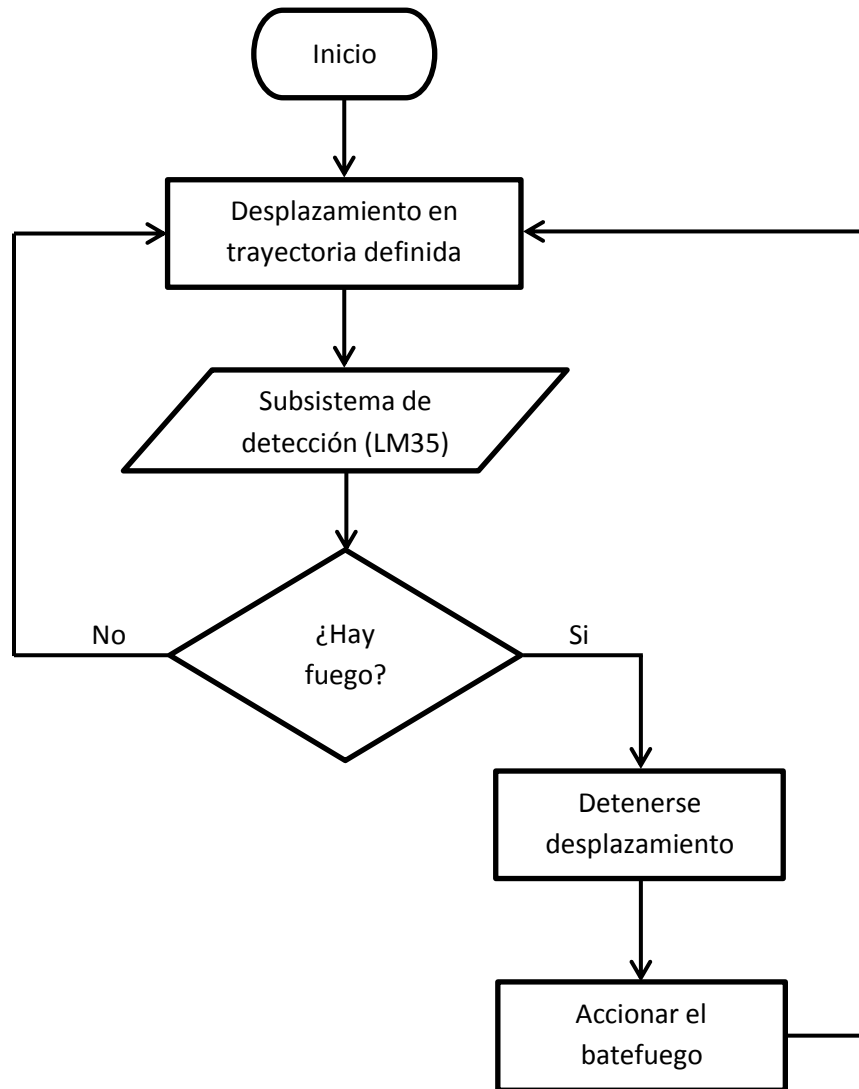 Inicio
Desplazamiento en
trayectoria definida
Subsistema de
detección (LM35)
¿Hay
fuego?
No
Si
Detenerse
desplazamiento
Accionar el
batefuego